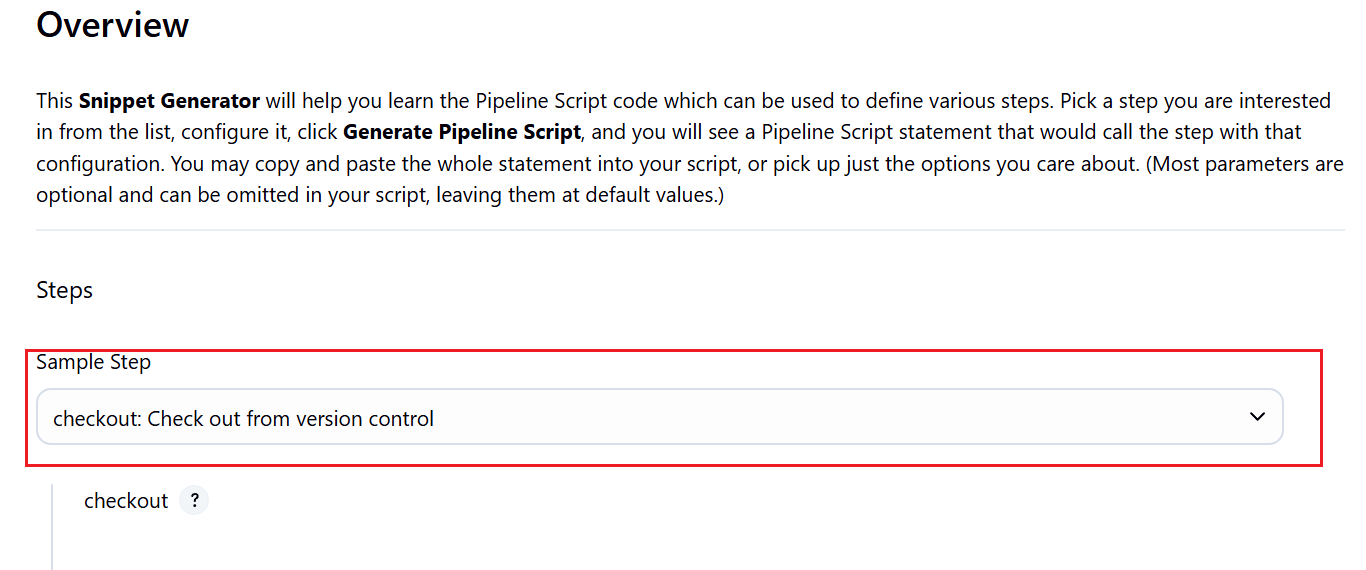 Overview
This Snippet Generator will help you learn the Pipeline Script code which can be used to define various steps. Pick a step you are interested
in from the list, configure it, click Generate Pipeline Script, and you will see a Pipeline Script statement that would call the step with that
configuration. You may copy and paste the whole statement into your script, or pick up just the options you care about. (Most parameters are
optional and can be omitted in your script, leaving them at default values.)
Steps
Sample Step
checkout: Check out from version control
checkout ?